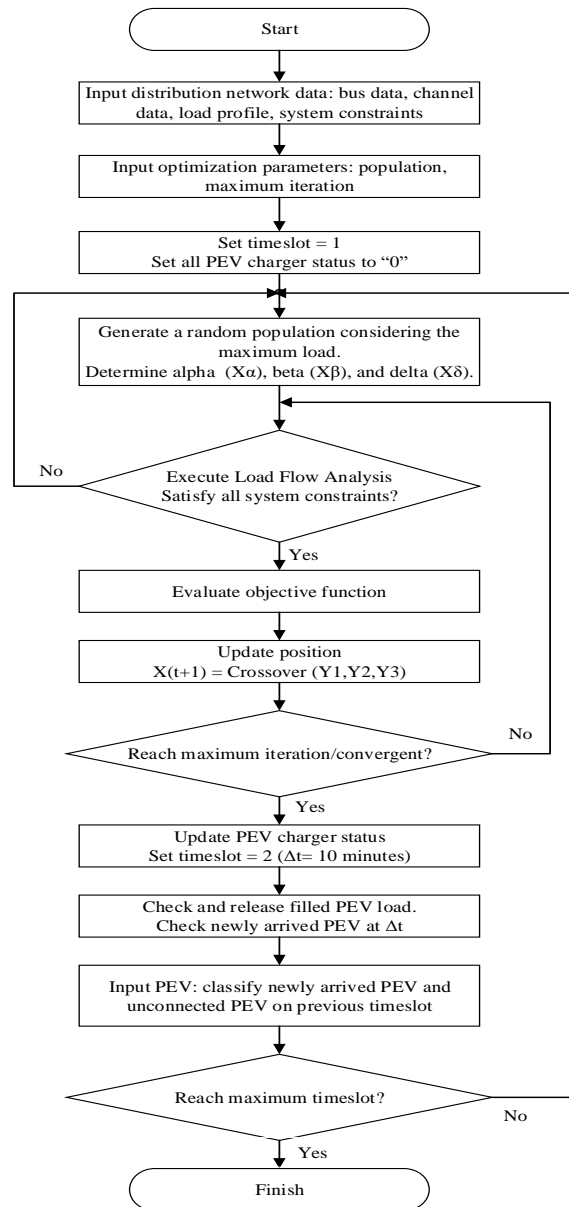 Start
Input distribution network data: bus data, channel
data, load profile, system constraints
Input optimization parameters: population,
maximum iteration
Set timeslot = 1
Set all PEV charger status to “0”
Generate a random population considering the
maximum load.
Determine alpha (Xα), beta (Xβ), and delta (Xδ).
No
Execute Load Flow Analysis
Satisfy all system constraints?
Yes
Evaluate objective function
Update position
X(t+1) = Crossover (Y1,Y2,Y3)
No
Reach maximum iteration/convergent?
Yes
Update PEV charger status
Set timeslot = 2 (Δt= 10 minutes)
Check and release filled PEV load.
Check newly arrived PEV at Δt
Input PEV: classify newly arrived PEV and
unconnected PEV on previous timeslot
Reach maximum timeslot?
No
Yes
Finish